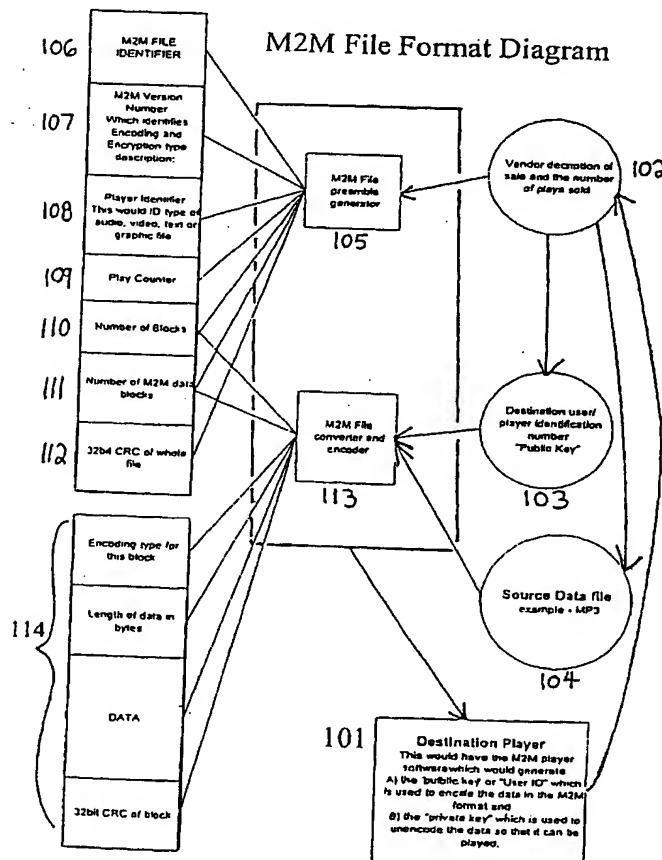 M2M File Format Diagram
106
M2M FILE
IDENTIFIER
107
M2M Version
Number
Which identifies
Encoding and
Encryption type
description:
108
Player Identifier
This would ID type of
audio, video, text or
graphic file
109
Play Counter
110
Number of Blocks
111
Number of M2M data
blocks
112
32bit CRC of whole
file
114
Encoding type for
this block
Length of data in
bytes
DATA
32bit CRC of block
M2M File
preamble
generator
105
M2M File
converter and
encoder
113
Vendor decription of
sale and the number
of plays sold
102
Destination user/
player identification
number
"Public Key"
103
Source Data file
example - MP3
104
101
Destination Player
This would have the M2M player
software which would generate
A) the "public key or "User ID" which
is used to encode the data in the M2M
format and
B) the "private key" which is used to
unencode the data so that it can be
played.